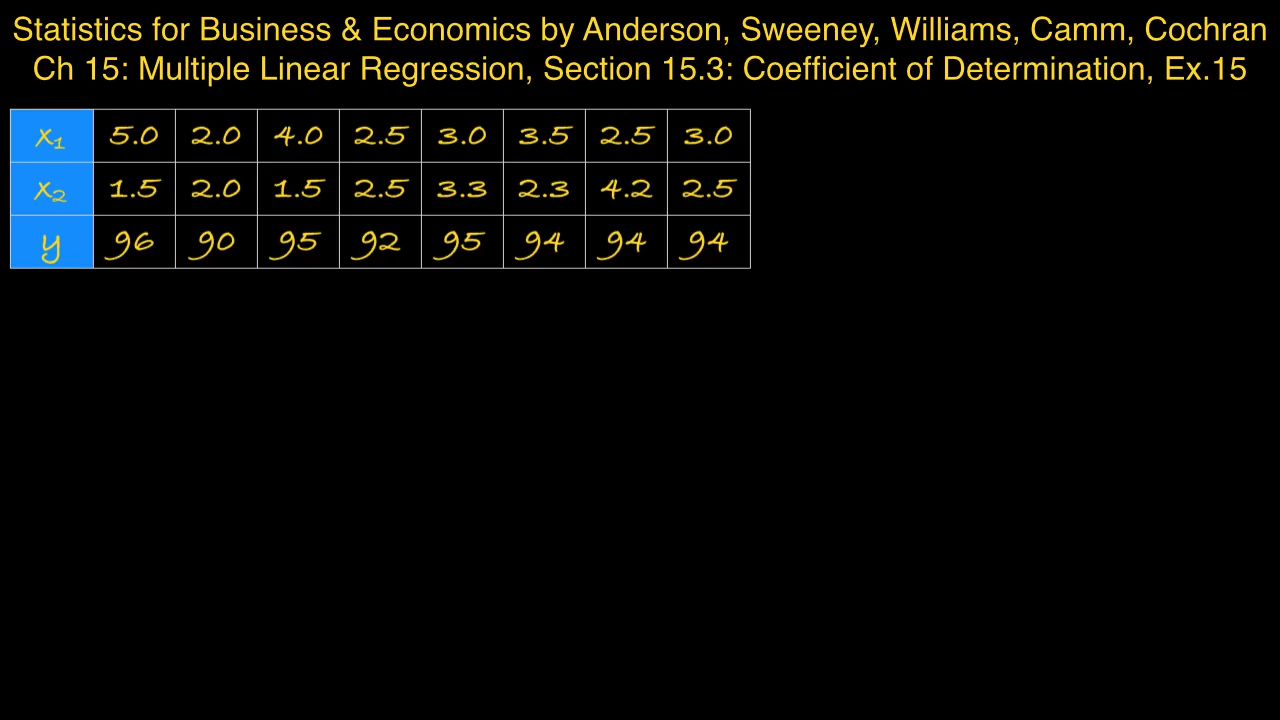 Statistics for Business & Economics by Anderson, Sweeney, Williams, Camm, Cochran
Ch 15: Multiple Linear Regression, Section 15.3: Coefficient of Determination, Ex.15
x₁ 5.0 2.0 4.0 2.5 3.0 3.5 2.5 3.0
x₂ 1.5 2.0 1.5 2.5 3.3 2.3 4.2 2.5
y 96 90 95 92 95 94 94 94